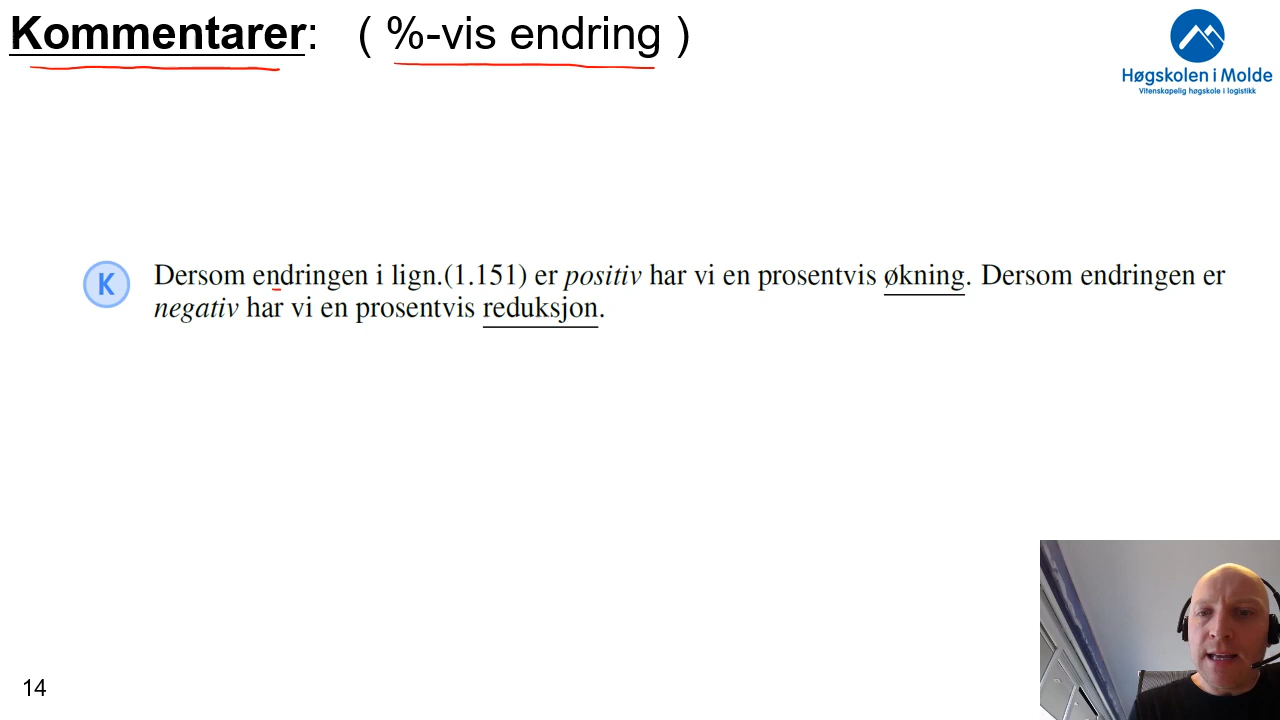 Kommentarer: ( %-vis endring )
Høgskolen i Molde
Vitenskapelig høgskole i logistikk
K
Dersom endringen i lign.(1.151) er positiv har vi en prosentvis økning. Dersom endringen er
negativ har vi en prosentvis reduksjon.
14